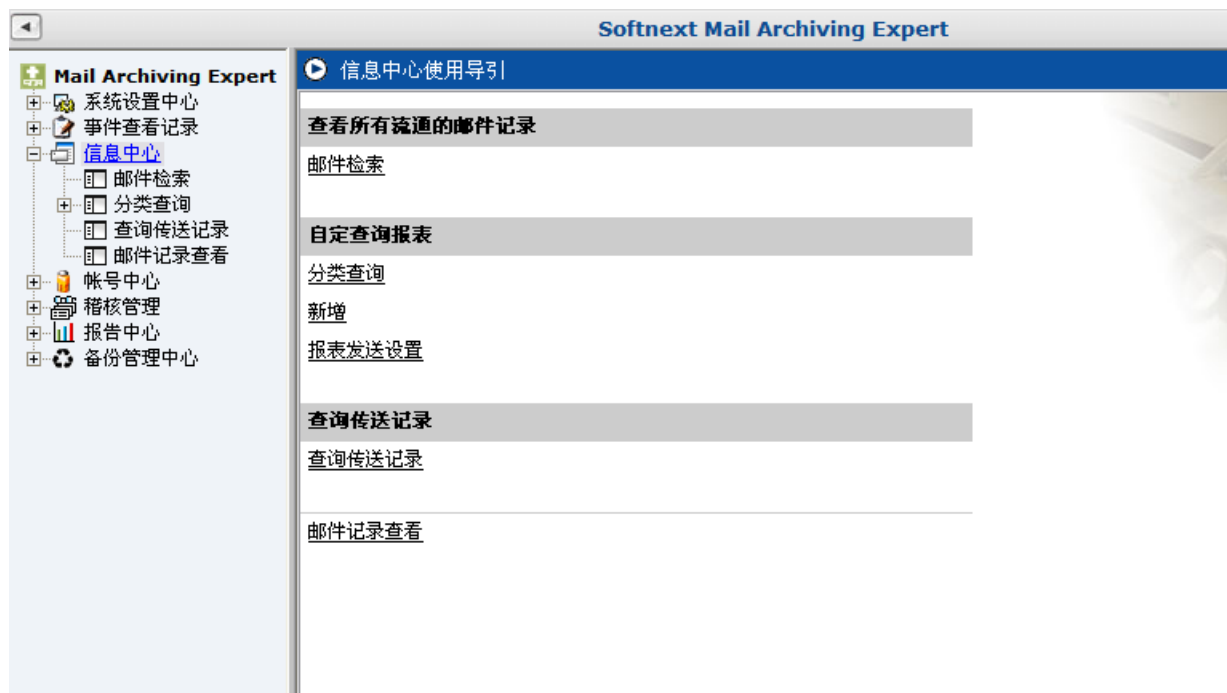 Softnext Mail Archiving Expert
Mail Archiving Expert
系统设置中心
事件查看记录
信息中心
邮件检索
分类查询
查询传送记录
邮件记录查看
帐号中心
稽核管理
报告中心
备份管理中心
信息中心使用导引
查看所有流通的邮件记录
邮件检索
自定查询报表
分类查询
新增
报表发送设置
查询传送记录
查询传送记录
邮件记录查看